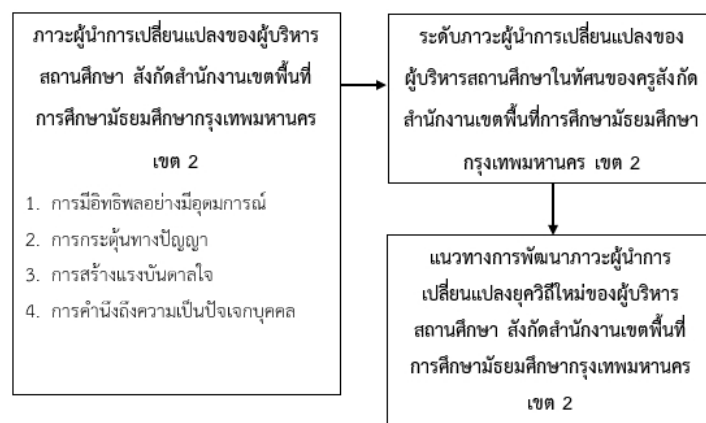 ภาวะผู้นำการเปลี่ยนแปลงของผู้บริหาร
สถานศึกษา สังกัดสำนักงานเขตพื้นที่
การศึกษามัธยมศึกษากรุงเทพมหานคร
เขต 2
1. การมีอิทธิพลอย่างมีอุดมการณ์
2. การกระตุ้นทางปัญญา
3. การสร้างแรงบันดาลใจ
4. การคำนึงถึงความเป็นปัจเจกบุคคล
ระดับภาวะผู้นำการเปลี่ยนแปลงของ
ผู้บริหารสถานศึกษาในทัศนของครูสังกัด
สำนักงานเขตพื้นที่การศึกษามัธยมศึกษา
กรุงเทพมหานคร เขต 2
แนวทางการพัฒนาภาวะผู้นำการ
เปลี่ยนแปลงยุควิถีใหม่ของผู้บริหาร
สถานศึกษา สังกัดสำนักงานเขตพื้นที่
การศึกษามัธยมศึกษากรุงเทพมหานคร
เขต 2